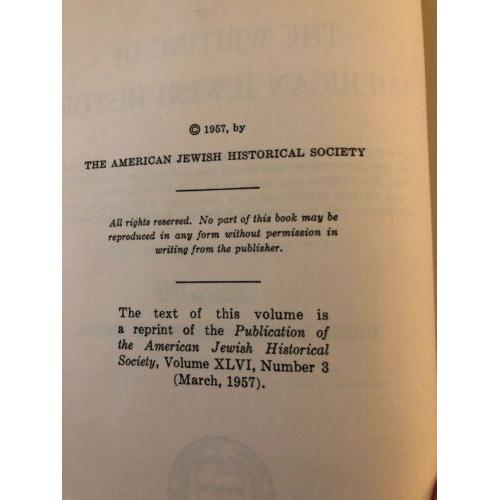 © 1957, by
THE AMERICAN JEWISH HISTORICAL SOCIETY
All rights reserved. No part of this book may be
reproduced in any form without permission in
writing from the publisher.
The text of this volume is
a reprint of the Publication of
the American Jewish Historical
Society, Volume XLVI, Number 3
(March, 1957).